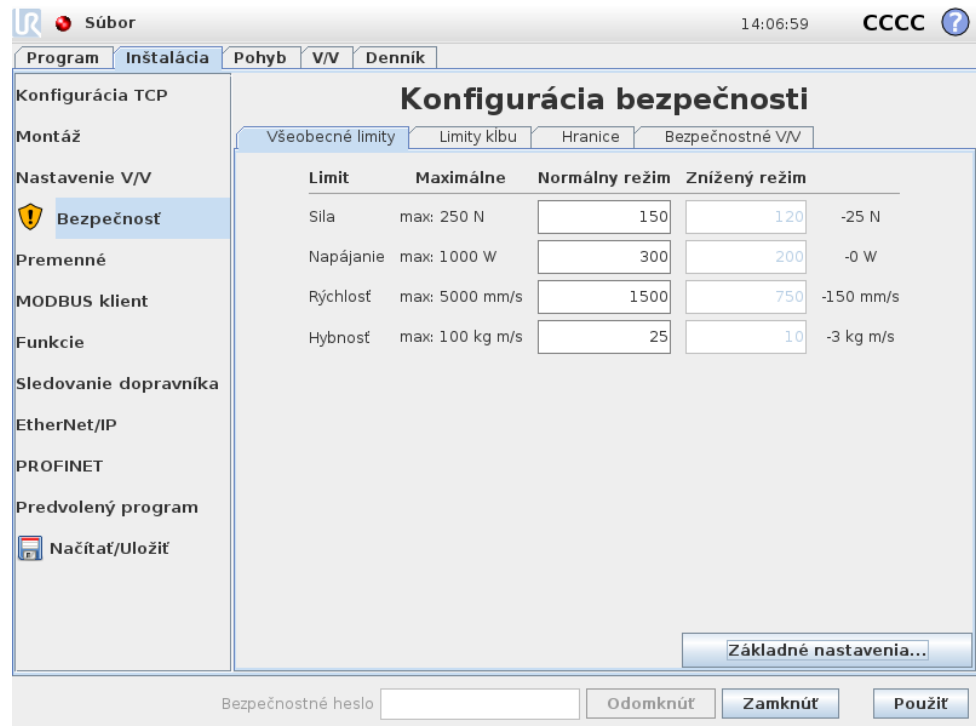 UR Súbor 14:06:59 CCCC ?
Program Inštalácia Pohyb V/V Denník
Konfigurácia TCP
Montáž
Nastavenie V/V
Bezpečnosť
Premenné
MODBUS klient
Funkcie
Sledovanie dopravníka
EtherNet/IP
PROFINET
Predvolený program
Načítať/Uložiť
Konfigurácia bezpečnosti
Všeobecné limity Limity kĺbu Hranice Bezpečnostné V/V
Limit Maximálne Normálny režim Znížený režim
Sila max: 250 N 150 120 -25 N
Napájanie max: 1000 W 300 200 -0 W
Rýchlosť max: 5000 mm/s 1500 750 -150 mm/s
Hybnosť max: 100 kg m/s 25 10 -3 kg m/s
Základné nastavenia...
Bezpečnostné heslo Odomknúť Zamknúť Použiť